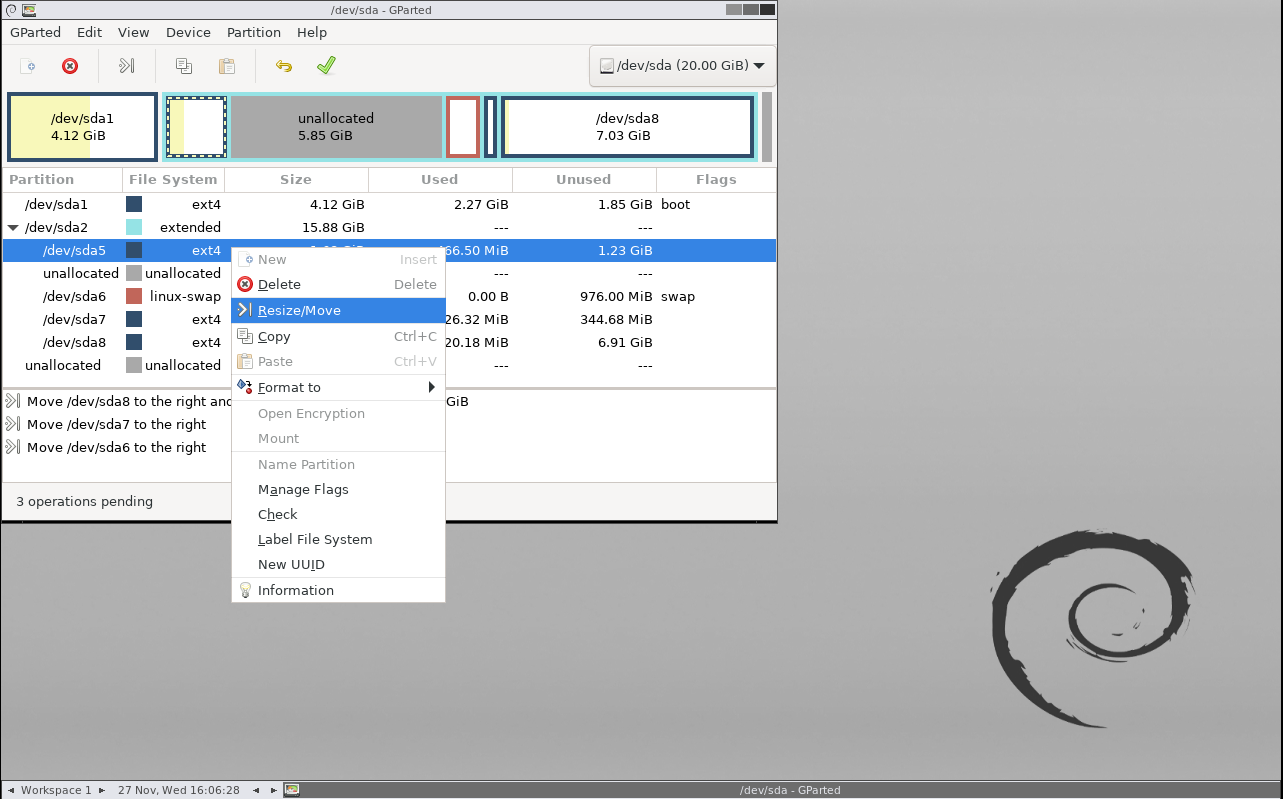 /dev/sda - GParted
GParted Edit View Device Partition Help
/dev/sda (20.00 GiB)
/dev/sda1
4.12 GiB
unallocated
5.85 GiB
/dev/sda8
7.03 GiB
Partition File System Size Used Unused Flags
/dev/sda1 ext4 4.12 GiB 2.27 GiB 1.85 GiB boot
/dev/sda2 extended 15.88 GiB --- ---
/dev/sda5 ext4 66.50 MiB 1.23 GiB
unallocated unallocated --- ---
/dev/sda6 linux-swap 0.00 B 976.00 MiB swap
/dev/sda7 ext4 26.32 MiB 344.68 MiB
/dev/sda8 ext4 20.18 MiB 6.91 GiB
unallocated unallocated --- ---
New Insert
Delete Delete
Resize/Move
Copy Ctrl+C
Paste Ctrl+V
Format to
Open Encryption
Mount
Name Partition
Manage Flags
Check
Label File System
New UUID
Information
Move /dev/sda8 to the right and GiB
Move /dev/sda7 to the right
Move /dev/sda6 to the right
3 operations pending
Workspace 1 27 Nov, Wed 16:06:28 /dev/sda - GParted